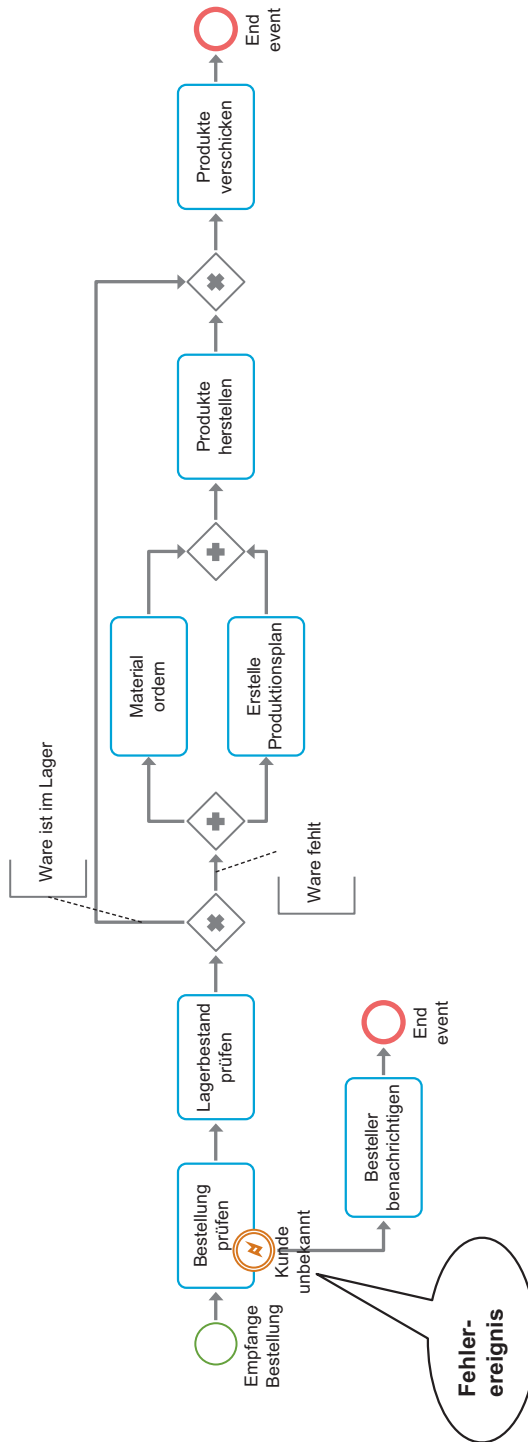 Empfange
Bestellung
Bestellung
prüfen
Kunde
unbekannt
Fehler-
ereignis
Besteller
benachrichtigen
End
event
Lagerbestand
prüfen
Ware ist im Lager
Ware fehlt
Material
ordern
Erstelle
Produktionsplan
Produkte
herstellen
Produkte
verschicken
End
event